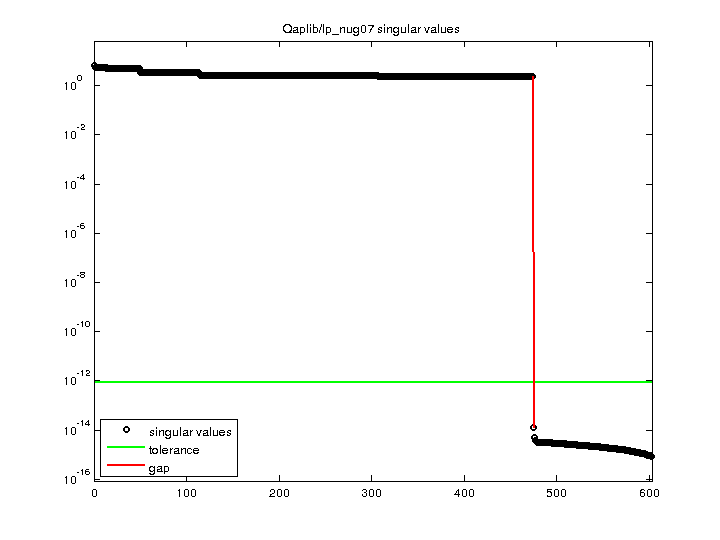 Qaplib/lp_nug07 singular values
10^0
10^-2
10^-4
10^-6
10^-8
10^-10
10^-12
10^-14
10^-16
singular values
tolerance
gap
0 100 200 300 400 500 600